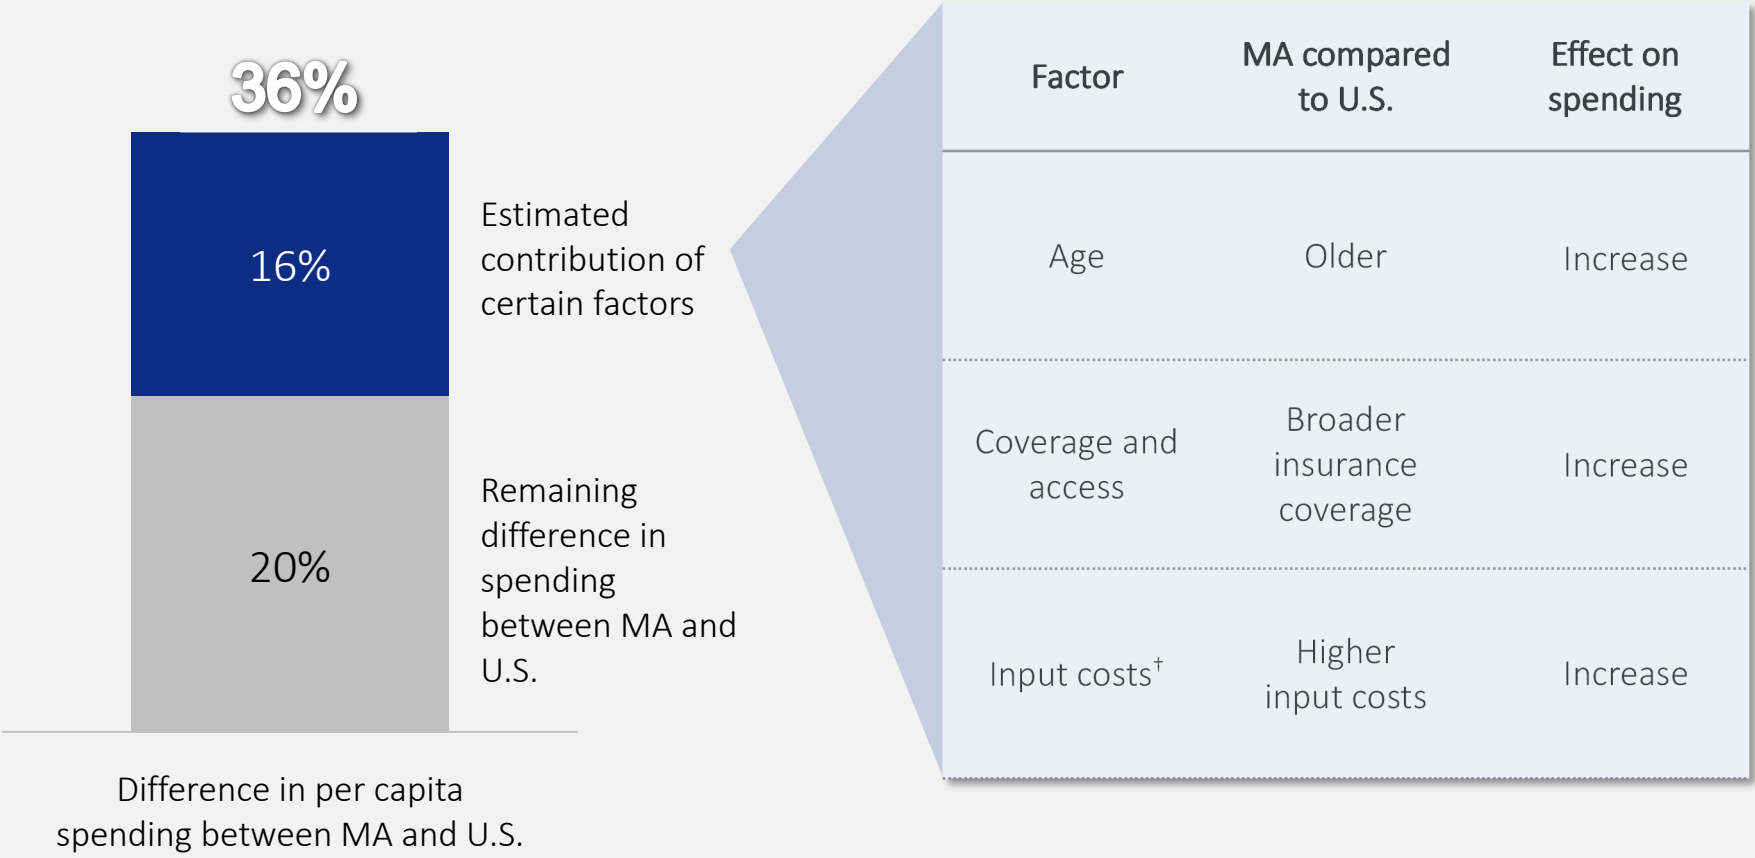 36%
16%
Estimated
contribution of
certain factors
20%
Remaining
difference in
spending
between MA and
U.S.
Difference in per capita
spending between MA and U.S.
Factor
MA compared
to U.S.
Effect on
spending
Age
Older
Increase
Coverage and
access
Broader
insurance
coverage
Increase
Input costs†
Higher
input costs
Increase